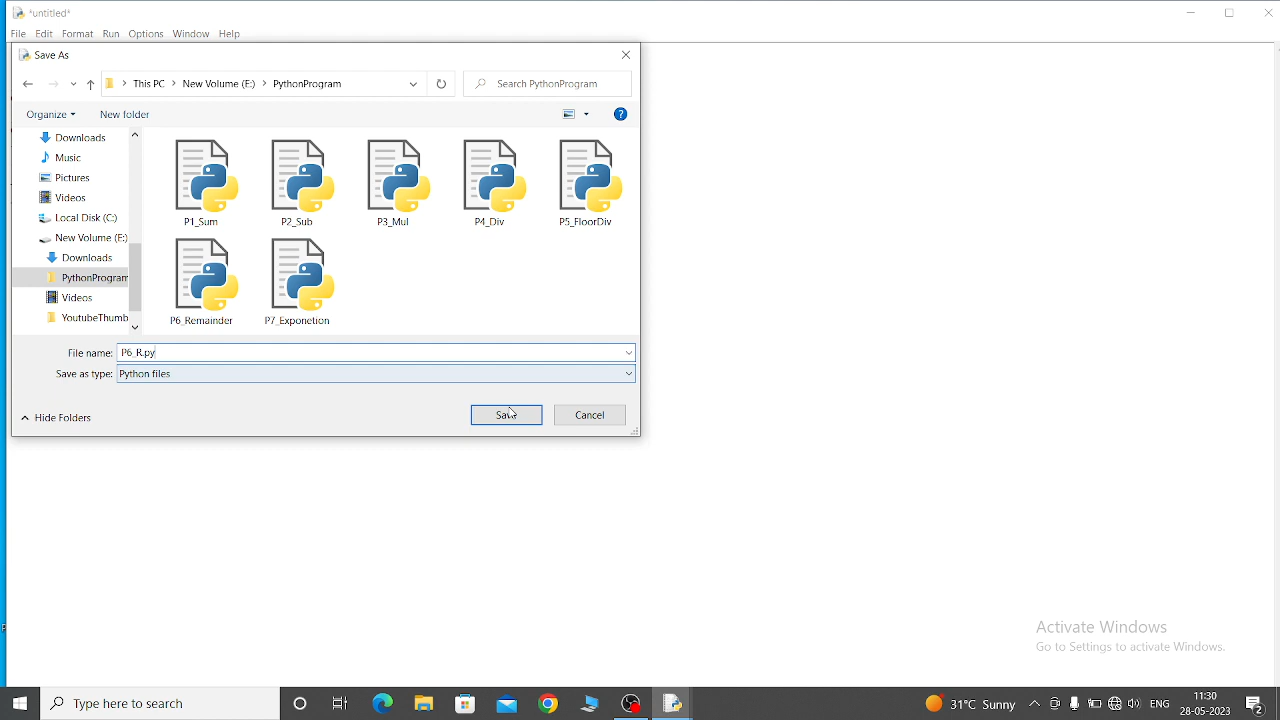 *untitled*
File Edit Format Run Options Window Help
Save As
This PC > New Volume (E:) > PythonProgram
Search PythonProgram
Organize
New folder
Downloads
Music
Pictures
Videos
Local Disk (C:)
New Volume (E:)
Downloads
PythonProgram
Videos
YoutubeThumb
P1_Sum
P2_Sub
P3_Mul
P4_Div
P5_FloorDiv
P6_Remainder
P7_Exponetion
File name: P6_R.py
Save as type: Python files
Hide Folders
Save
Cancel
Activate Windows
Go to Settings to activate Windows.
Type here to search
31°C Sunny
ENG
11:30
28-05-2023
2